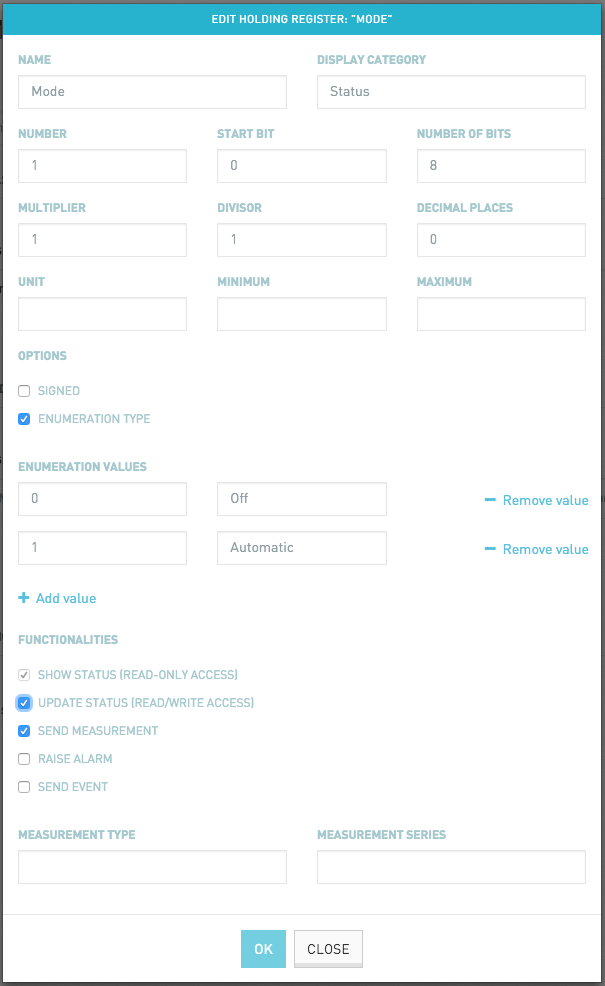 EDIT HOLDING REGISTER: "MODE"
NAME DISPLAY CATEGORY
Mode Status
NUMBER START BIT NUMBER OF BITS
1 0 8
MULTIPLIER DIVISOR DECIMAL PLACES
1 1 0
UNIT MINIMUM MAXIMUM
OPTIONS
SIGNED
ENUMERATION TYPE
ENUMERATION VALUES
0 Off Remove value
1 Automatic Remove value
Add value
FUNCTIONALITIES
SHOW STATUS (READ-ONLY ACCESS)
UPDATE STATUS (READ/WRITE ACCESS)
SEND MEASUREMENT
RAISE ALARM
SEND EVENT
MEASUREMENT TYPE MEASUREMENT SERIES
OK CLOSE